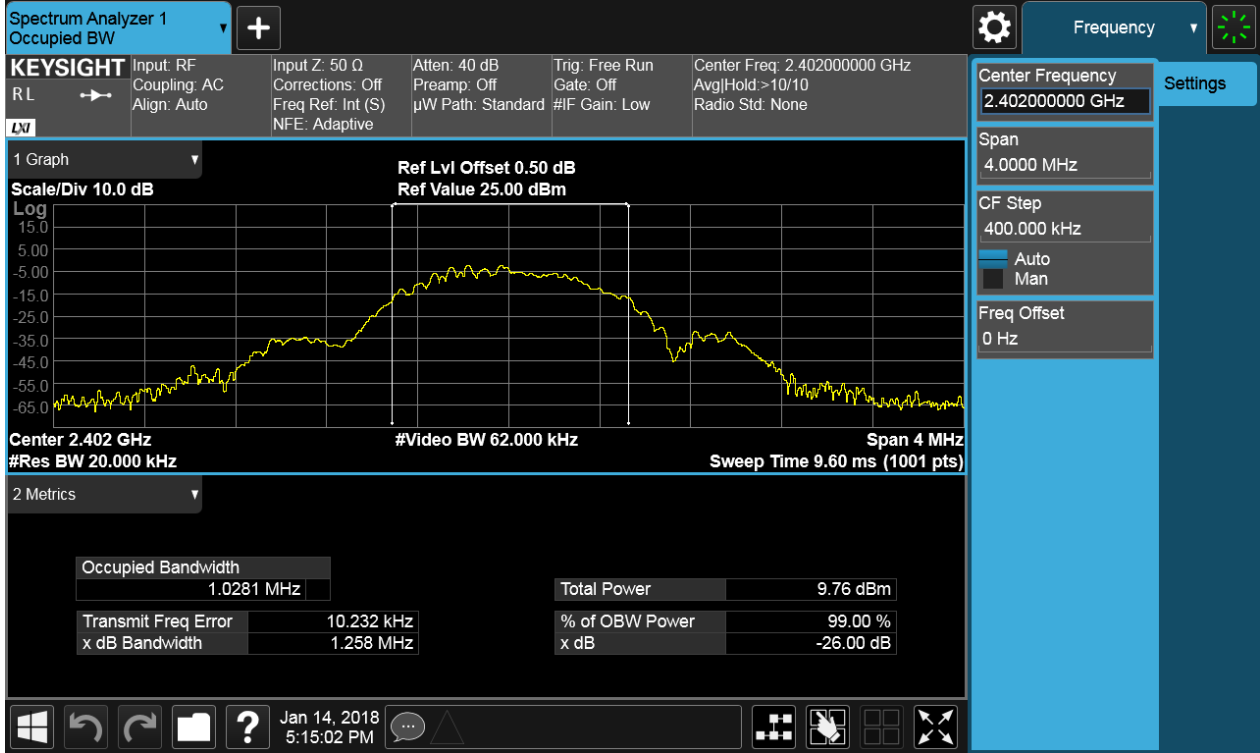 Spectrum Analyzer 1
Occupied BW
Frequency
KEYSIGHT
R L
LXI
Input: RF
Coupling: AC
Align: Auto
Input Z: 50 Ω
Corrections: Off
Freq Ref: Int (S)
NFE: Adaptive
Atten: 40 dB
Preamp: Off
µW Path: Standard
Trig: Free Run
Gate: Off
#IF Gain: Low
Center Freq: 2.402000000 GHz
Avg|Hold:>10/10
Radio Std: None
Center Frequency
2.402000000 GHz
Settings
Span
4.0000 MHz
CF Step
400.000 kHz
Auto
Man
Freq Offset
0 Hz
1 Graph
Scale/Div 10.0 dB
Ref Lvl Offset 0.50 dB
Ref Value 25.00 dBm
Log
15.0
5.00
-5.00
-15.0
-25.0
-35.0
-45.0
-55.0
-65.0
Center 2.402 GHz
#Video BW 62.000 kHz
Span 4 MHz
#Res BW 20.000 kHz
Sweep Time 9.60 ms (1001 pts)
2 Metrics
Occupied Bandwidth
1.0281 MHz
Total Power 9.76 dBm
Transmit Freq Error 10.232 kHz
% of OBW Power 99.00 %
x dB Bandwidth 1.258 MHz
x dB -26.00 dB
?
Jan 14, 2018
5:15:02 PM